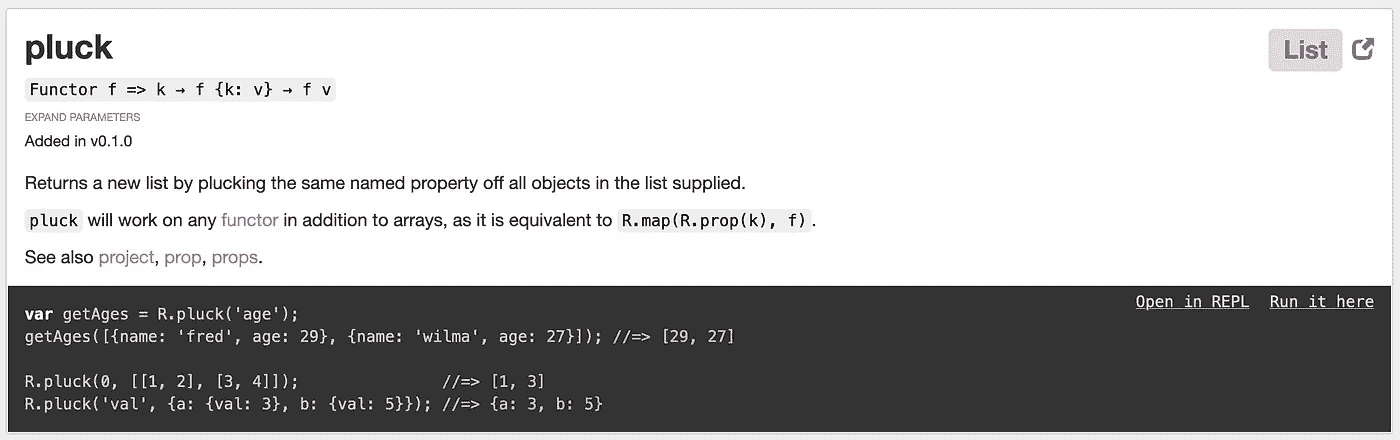 pluck
List
Functor f => k → f {k: v} → f v
EXPAND PARAMETERS
Added in v0.1.0
Returns a new list by plucking the same named property off all objects in the list supplied.
pluck will work on any functor in addition to arrays, as it is equivalent to R.map(R.prop(k), f).
See also project, prop, props.
Open in REPL Run it here
var getAges = R.pluck('age');
getAges([{name: 'fred', age: 29}, {name: 'wilma', age: 27}]); //=> [29, 27]
R.pluck(0, [[1, 2], [3, 4]]); //=> [1, 3]
R.pluck('val', {a: {val: 3}, b: {val: 5}}); //=> {a: 3, b: 5}